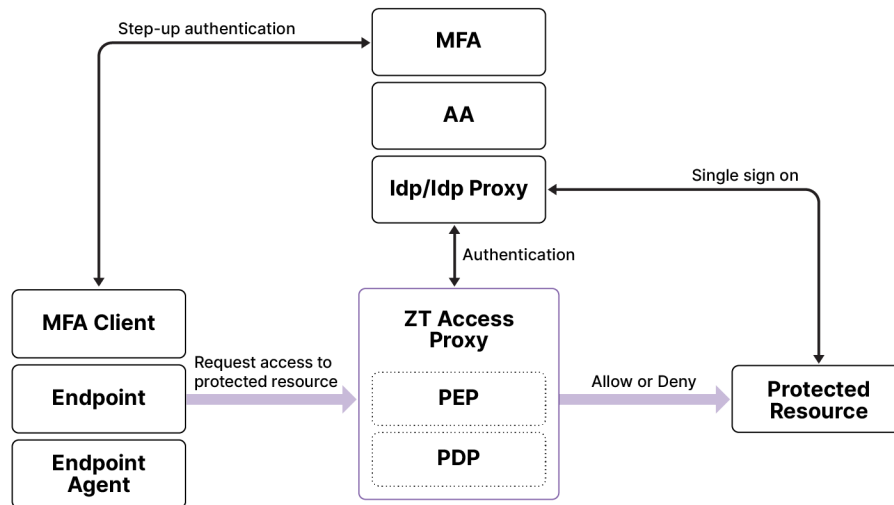 Step-up authentication
MFA
AA
Idp/Idp Proxy
Single sign on
Authentication
MFA Client
ZT Access
Proxy
Request access to
protected resource
Endpoint
PEP
Allow or Deny
Protected
Resource
PDP
Endpoint
Agent